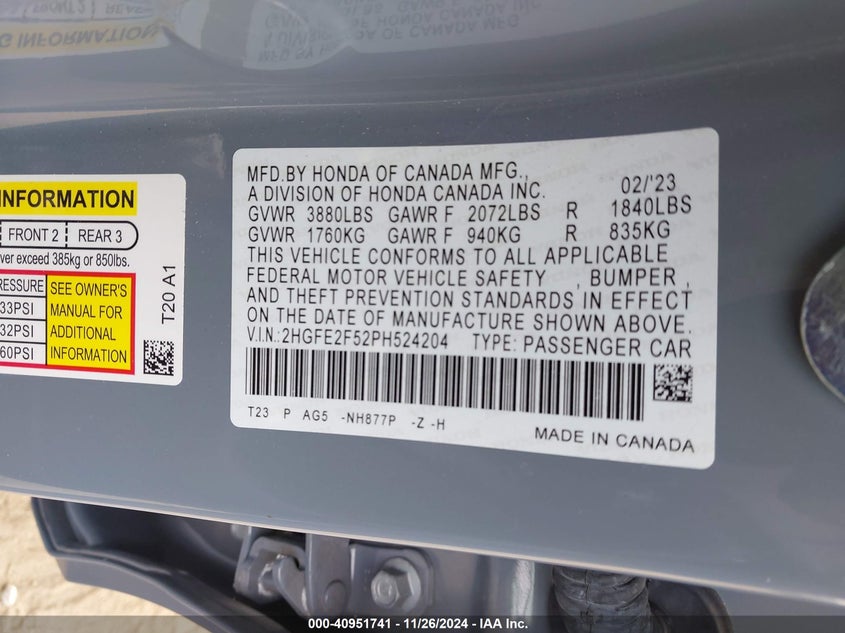 MFG INFORMATION
INFORMATION
FRONT 2 REAR 3
ver exceed 385kg or 850lbs.
RESSURE
33PSI
32PSI
60PSI
SEE OWNER'S
MANUAL FOR
ADDITIONAL
INFORMATION
T20 A1
MFD.BY HONDA OF CANADA MFG.,
A DIVISION OF HONDA CANADA INC. 02/'23
GVWR 3880LBS GAWR F 2072LBS R 1840LBS
GVWR 1760KG GAWR F 940KG R 835KG
THIS VEHICLE CONFORMS TO ALL APPLICABLE
FEDERAL MOTOR VEHICLE SAFETY , BUMPER ,
AND THEFT PREVENTION STANDARDS IN EFFECT
ON THE DATE OF MANUFACTURE SHOWN ABOVE.
V.I.N.:2HGFE2F52PH524204 TYPE: PASSENGER CAR
T23 P AG5 -NH877P -Z -H
MADE IN CANADA
000-40951741 - 11/26/2024 - IAA Inc.